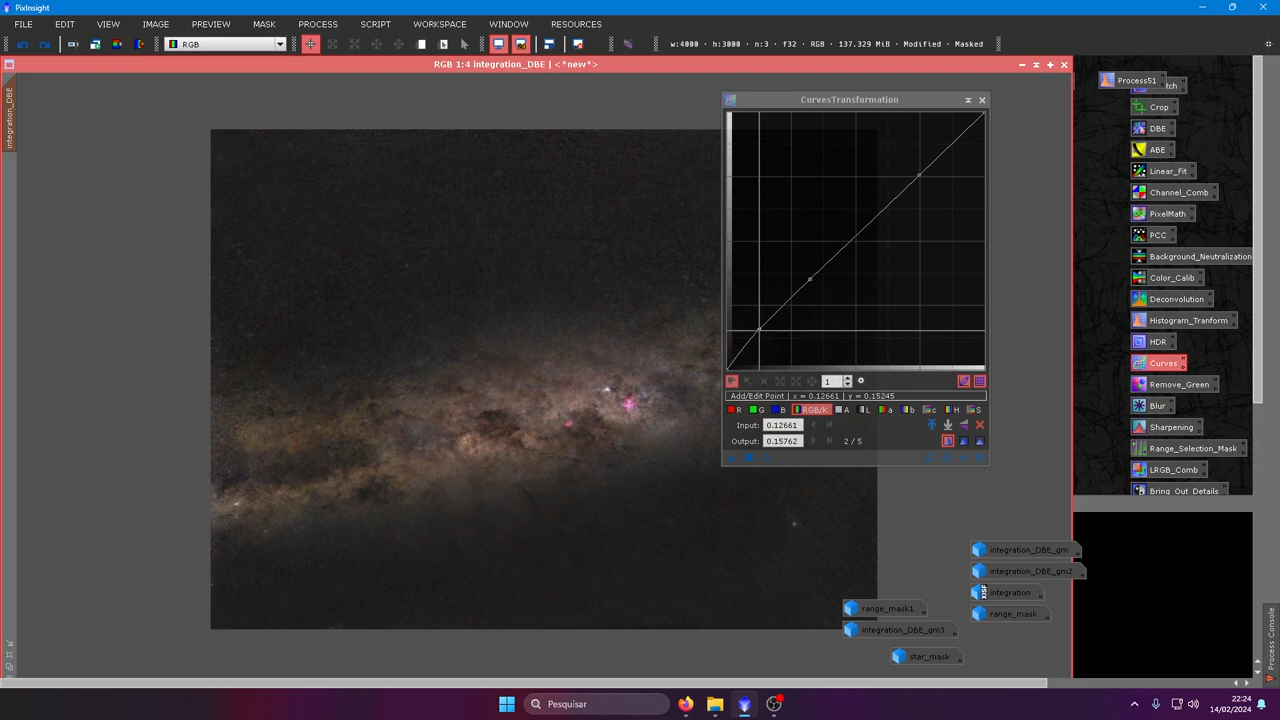 PixInsight
FILE EDIT VIEW IMAGE PREVIEW MASK PROCESS SCRIPT WORKSPACE WINDOW RESOURCES
RGB
w:4000 · h:3000 · n:3 · f32 · RGB · 137.329 MiB · Modified · Masked
RGB 1:4 integration_DBE | <*new*>
integration_DBE
CurvesTransformation
1
Add/Edit Point | x = 0.12661 | y = 0.15245
R G B RGB/K A L a b c H S
Input: 0.12661
Output: 0.15762 2 / 5
Process51
Crop
DBE
ABE
Linear_Fit
Channel_Comb
PixelMath
PCC
Background_Neutralization
Color_Calib
Deconvolution
Histogram_Tranform
HDR
Curves
Remove_Green
Blur
Sharpening
Range_Selection_Mask
LRGB_Comb
Bring_Out_Details
integration_DBE_gm
integration_DBE_gm2
integration
range_mask
range_mask1
integration_DBE_gm3
star_mask
Process Console
Pesquisar
22:24
14/02/2024